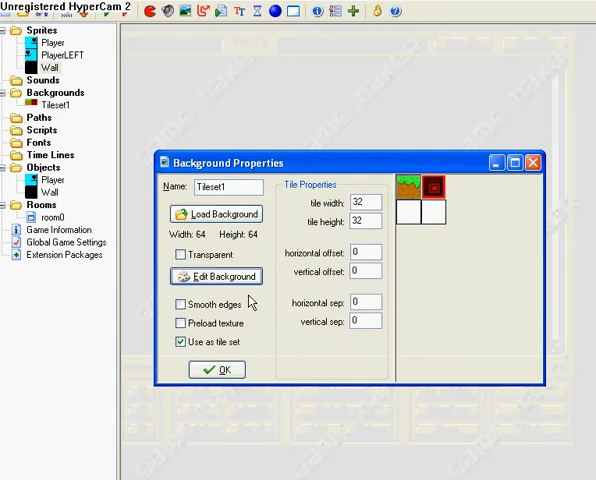 Unregistered HyperCam 2
Sprites
Player
PlayerLEFT
Wall
Sounds
Backgrounds
Tileset1
Paths
Scripts
Fonts
Time Lines
Objects
Player
Wall
Rooms
room0
Game Information
Global Game Settings
Extension Packages
Background Properties
Name: Tileset1
Load Background
Width: 64 Height: 64
Transparent
Edit Background
Smooth edges
Preload texture
Use as tile set
OK
Tile Properties
tile width: 32
tile height: 32
horizontal offset: 0
vertical offset: 0
horizontal sep: 0
vertical sep: 0